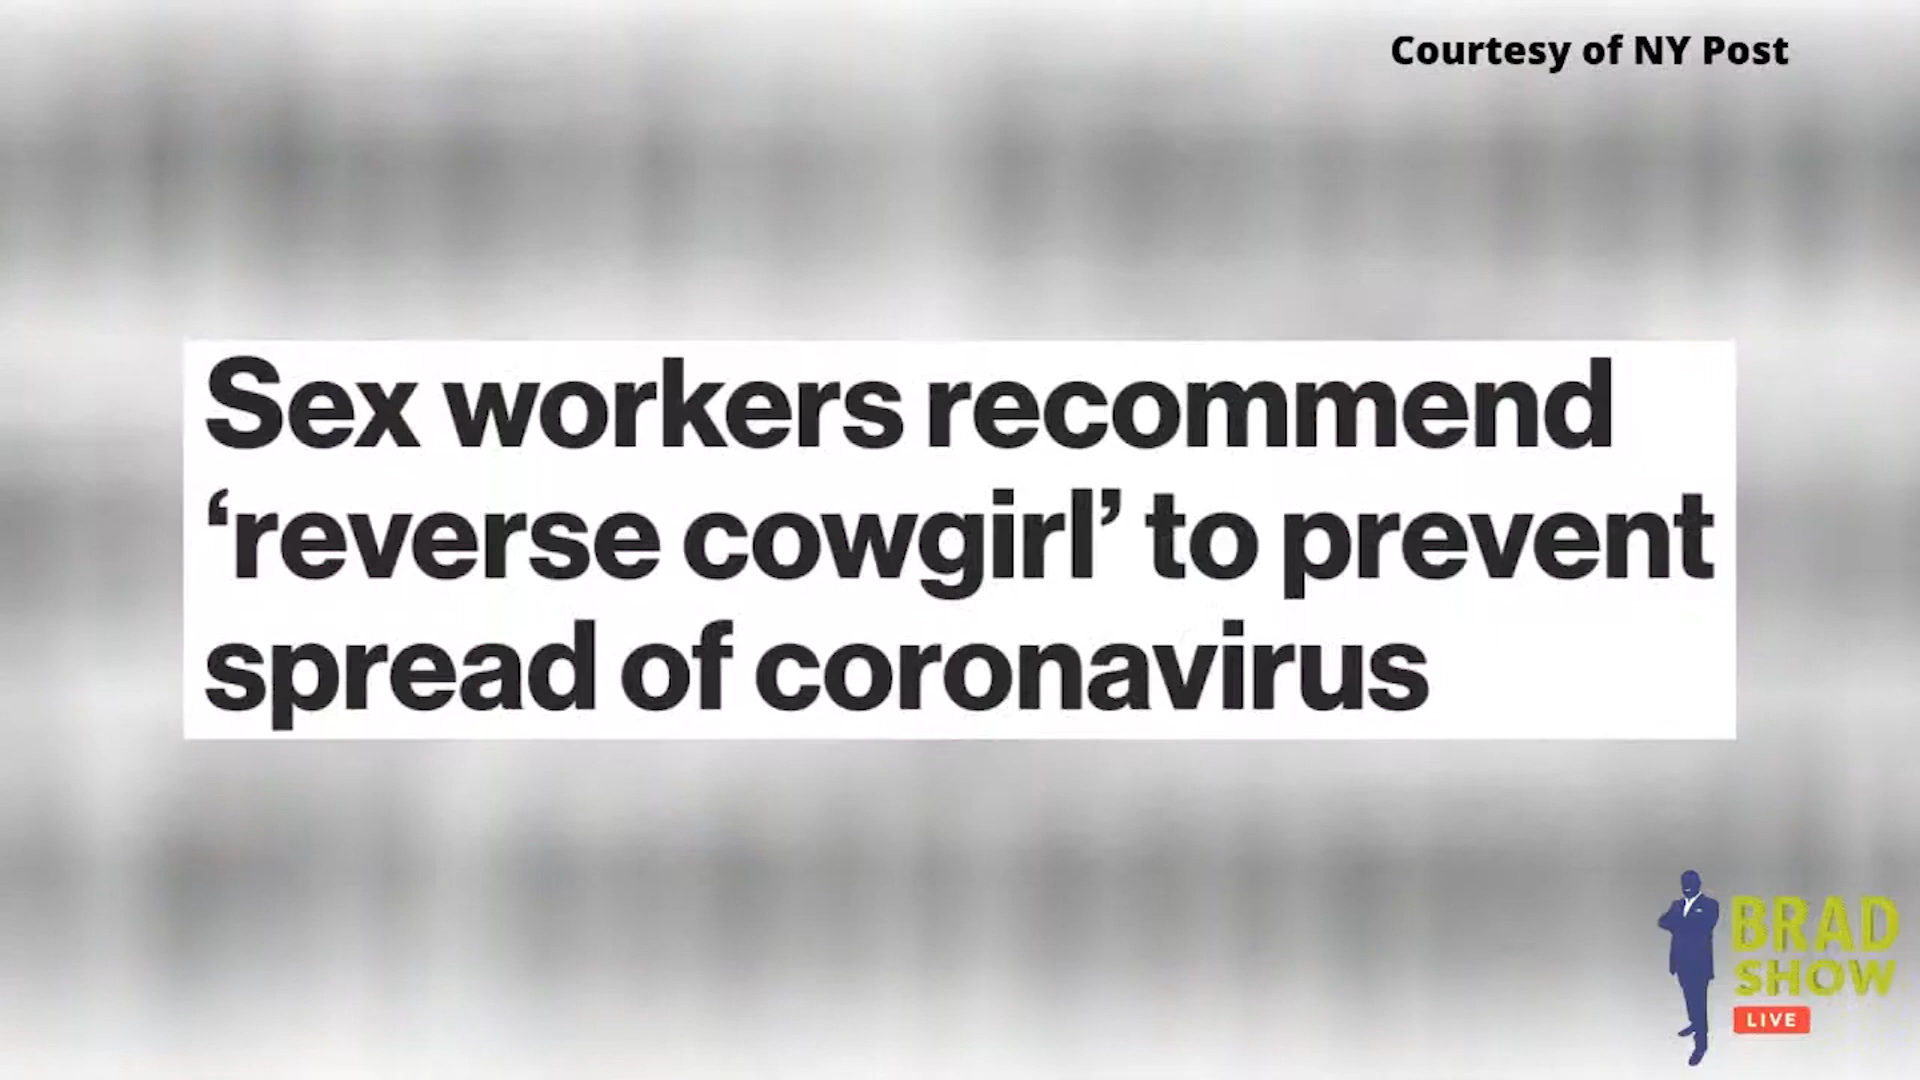 Courtesy of NY Post
Sex workers recommend
‘reverse cowgirl’ to prevent
spread of coronavirus
BRAD
SHOW
LIVE